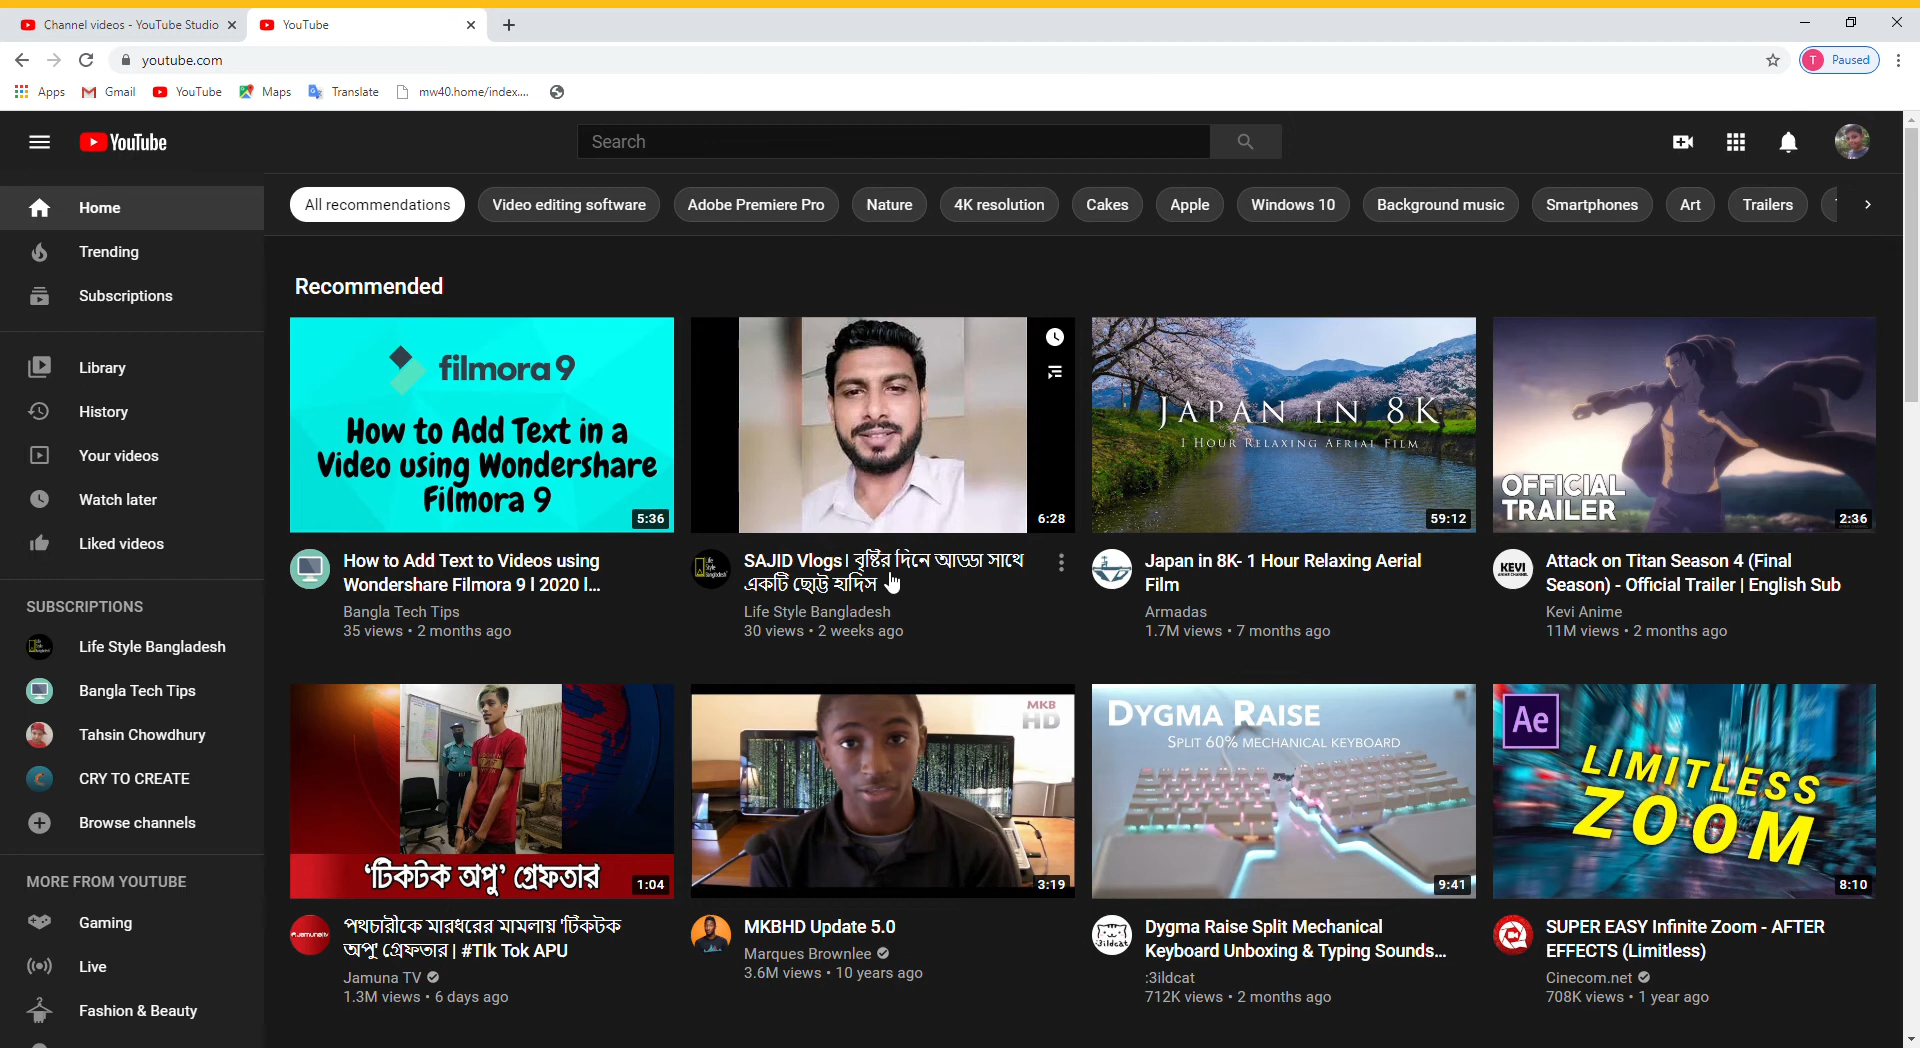 Channel videos - YouTube Studio
YouTube
youtube.com
T Paused
Apps Gmail YouTube Maps Translate mw40.home/index....
YouTube
Search
Home
Trending
Subscriptions
Library
History
Your videos
Watch later
Liked videos
SUBSCRIPTIONS
Life Style Bangladesh
Bangla Tech Tips
Tahsin Chowdhury
CRY TO CREATE
Browse channels
MORE FROM YOUTUBE
Gaming
Live
Fashion & Beauty
All recommendations Video editing software Adobe Premiere Pro Nature 4K resolution Cakes Apple Windows 10 Background music Smartphones Art Trailers
Recommended
filmora 9
How to Add Text in a
Video using Wondershare
Filmora 9
5:36
How to Add Text to Videos using
Wondershare Filmora 9 l 2020 l...
Bangla Tech Tips
35 views • 2 months ago
6:28
SAJID Vlogs। বৃষ্টির দিনে আড্ডা সাথে
একটি ছোট্ট হাদিস
Life Style Bangladesh
30 views • 2 weeks ago
JAPAN IN 8K
1 HOUR RELAXING AERIAL FILM
59:12
Japan in 8K- 1 Hour Relaxing Aerial
Film
Armadas
1.7M views • 7 months ago
OFFICIAL
TRAILER
2:36
KEVI
Attack on Titan Season 4 (Final
Season) - Official Trailer | English Sub
Kevi Anime
11M views • 2 months ago
‘টিকটক অপু’ গ্রেফতার
1:04
পথচারীকে মারধরের মামলায় 'টিকটক
অপু' গ্রেফতার | #TIk Tok APU
Jamuna TV
1.3M views • 6 days ago
MKB
HD
3:19
MKBHD Update 5.0
Marques Brownlee
3.6M views • 10 years ago
DYGMA RAISE
SPLIT 60% MECHANICAL KEYBOARD
9:41
:3ildcat
Dygma Raise Split Mechanical
Keyboard Unboxing & Typing Sounds...
:3ildcat
712K views • 2 months ago
Ae
LIMITLESS
ZOOM
8:10
SUPER EASY Infinite Zoom - AFTER
EFFECTS (Limitless)
Cinecom.net
708K views • 1 year ago